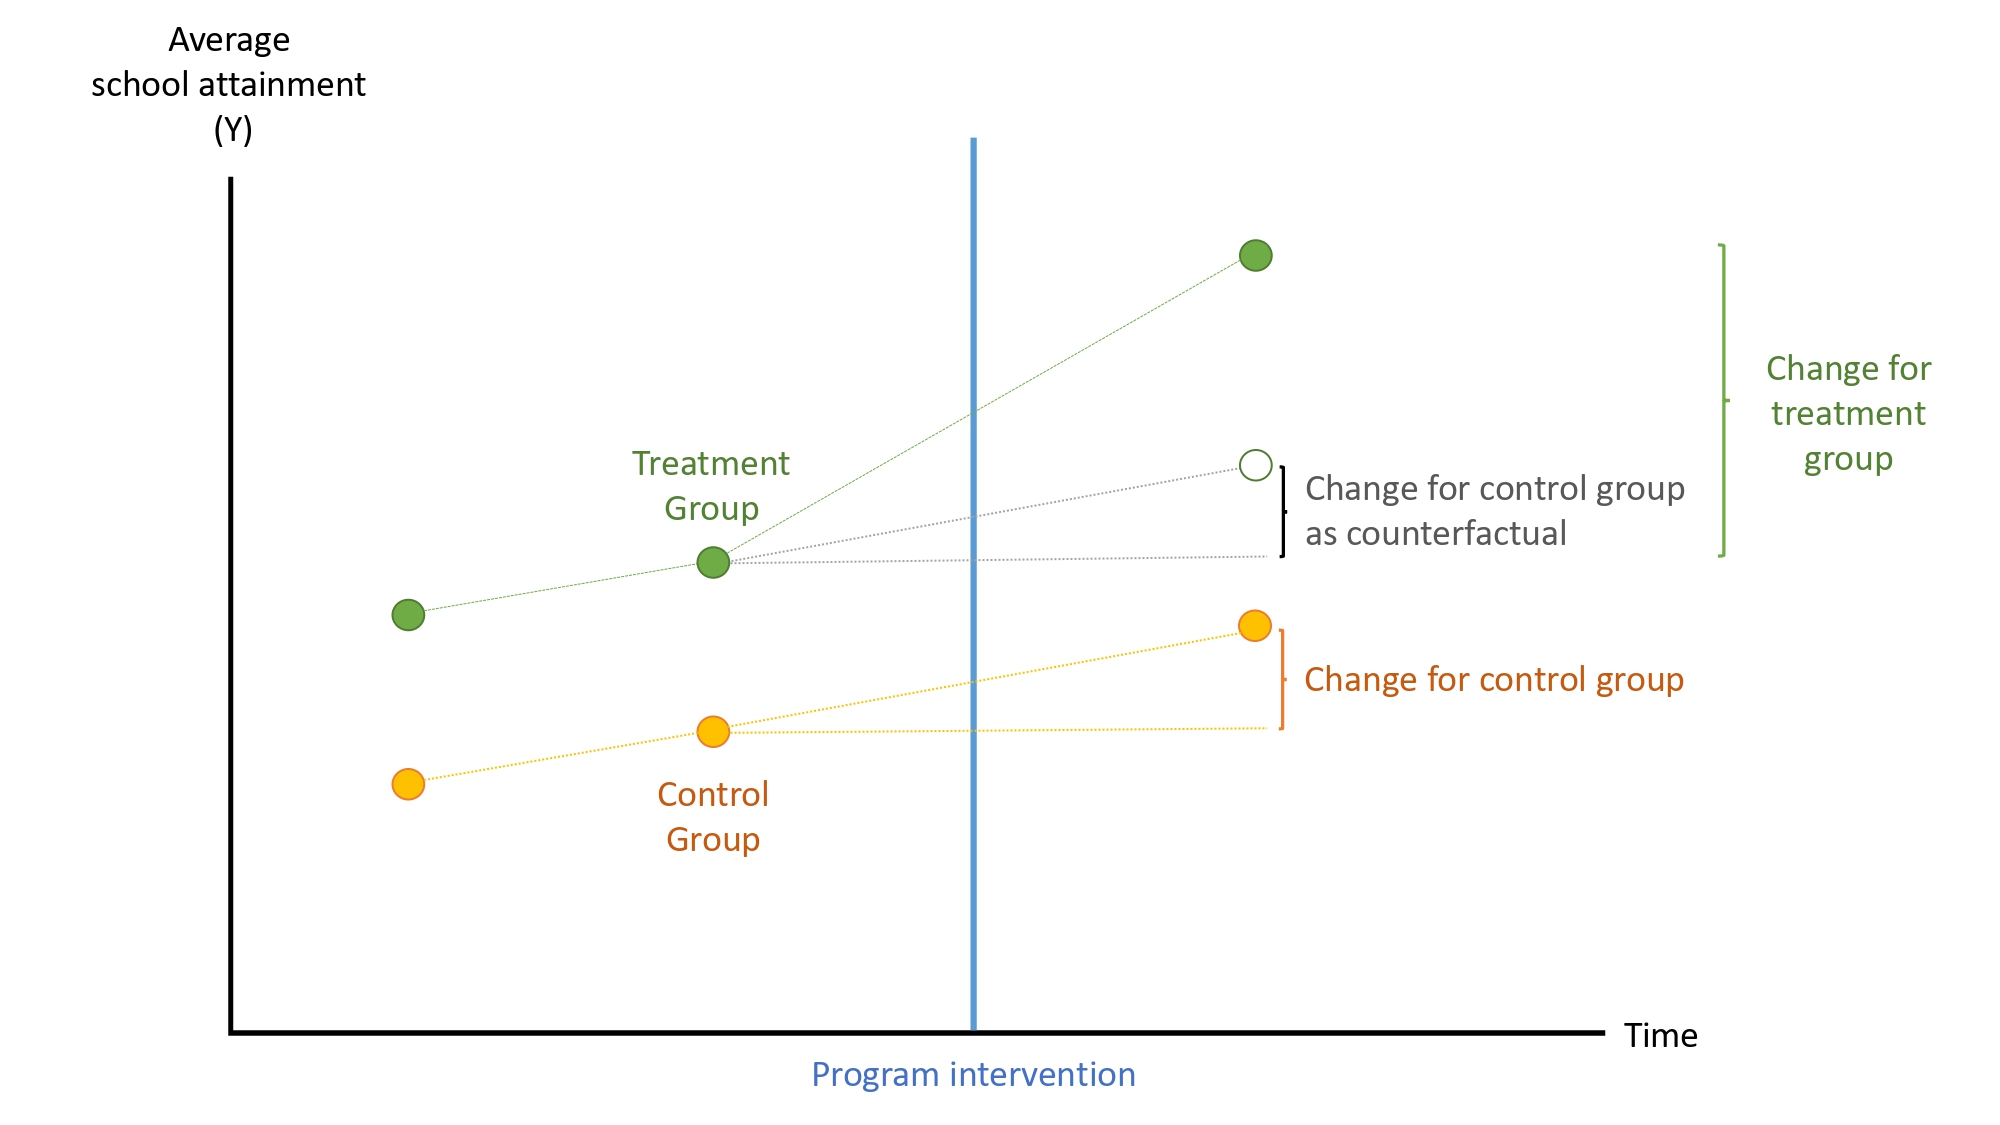 Average
school attainment
(Y)
Treatment
Group
Change for
treatment
group
Change for control group
as counterfactual
Change for control group
Control
Group
Time
Program intervention